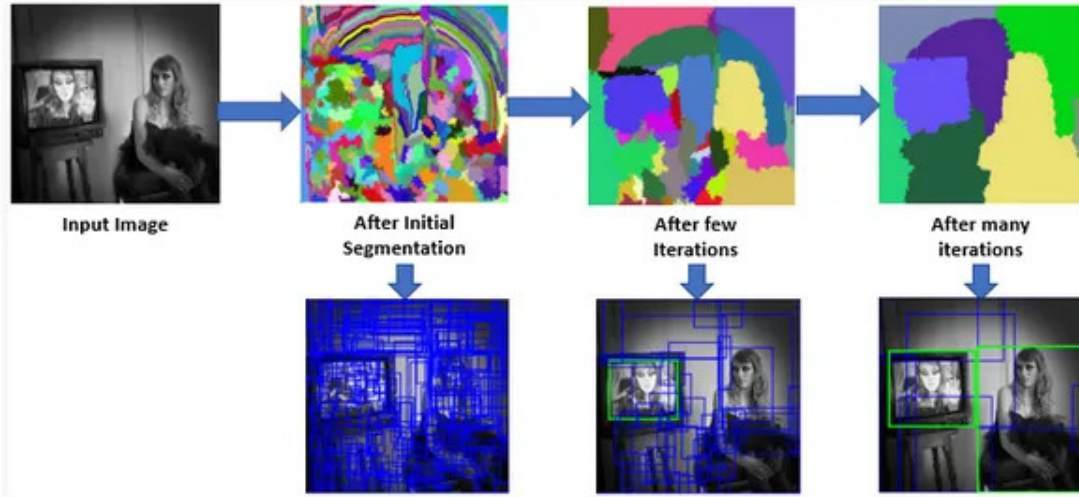 Input Image
After Initial
Segmentation
After few
Iterations
After many
iterations